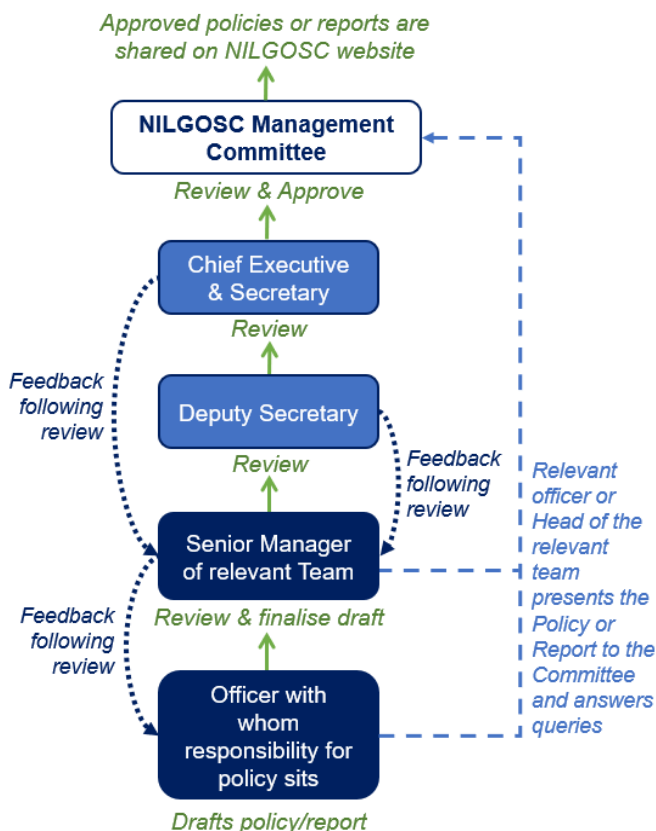 Approved policies or reports are
shared on NILGOSC website
NILGOSC Management
Committee
Review & Approve
Chief Executive
& Secretary
Review
Feedback
following
review
Deputy Secretary
Review
Feedback
following
review
Senior Manager
of relevant Team
Review & finalise draft
Feedback
following
review
Officer with
whom
responsibility for
policy sits
Drafts policy/report
Relevant
officer or
Head of the
relevant
team
presents the
Policy or
Report to the
Committee
and answers
queries